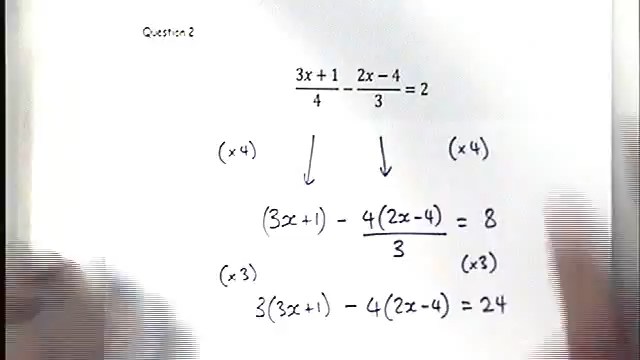 Question 2
(3x + 1)/4 − (2x − 4)/3 = 2
(×4) (×4)
(3x+1) − 4(2x−4)/3 = 8
(×3) (×3)
3(3x+1) − 4(2x−4) = 24